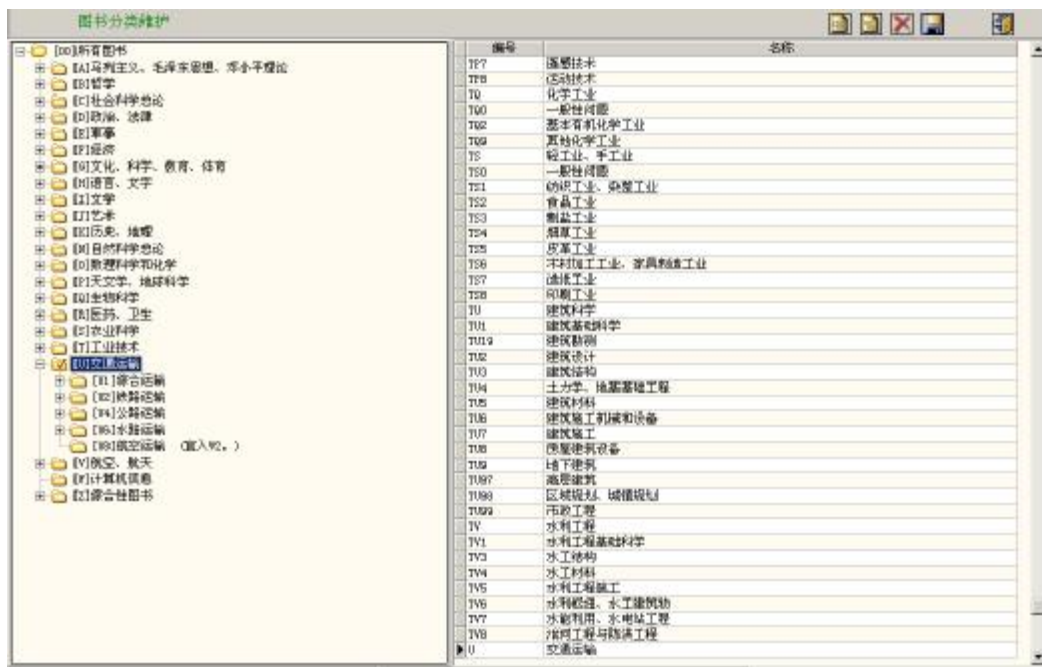 图书分类维护
[00]所有图书
[A]马列主义、毛泽东思想、邓小平理论
[B]哲学
[C]社会科学总论
[D]政治、法律
[E]军事
[F]经济
[G]文化、科学、教育、体育
[H]语言、文字
[I]文学
[J]艺术
[K]历史、地理
[N]自然科学总论
[O]数理科学和化学
[P]天文学、地球科学
[Q]生物科学
[R]医药、卫生
[S]农业科学
[T]工业技术
[U]交通运输
[U1]综合运输
[U2]铁路运输
[U4]公路运输
[U6]水路运输
[U8]航空运输 (宜入V2。)
[V]航空、航天
[W]计算机信息
[Z]综合性图书
编号 名称
TP7 遥感技术
TP8 远动技术
TQ 化学工业
TQ0 一般性问题
TQ2 基本有机化学工业
TQ9 其他化学工业
TS 轻工业、手工业
TS0 一般性问题
TS1 纺织工业、染整工业
TS2 食品工业
TS3 制盐工业
TS4 烟草工业
TS5 皮革工业
TS6 木材加工工业、家具制造工业
TS7 造纸工业
TS8 印刷工业
TU 建筑科学
TU1 建筑基础科学
TU19 建筑勘测
TU2 建筑设计
TU3 建筑结构
TU4 土力学、地基基础工程
TU5 建筑材料
TU6 建筑施工机械和设备
TU7 建筑施工
TU8 房屋建筑设备
TU9 地下建筑
TU97 高层建筑
TU98 区域规划、城镇规划
TU99 市政工程
TV 水利工程
TV1 水利工程基础科学
TV3 水工结构
TV4 水工材料
TV5 水利工程施工
TV6 水利枢纽、水工建筑物
TV7 水能利用、水电站工程
TV8 治河工程与防洪工程
U 交通运输